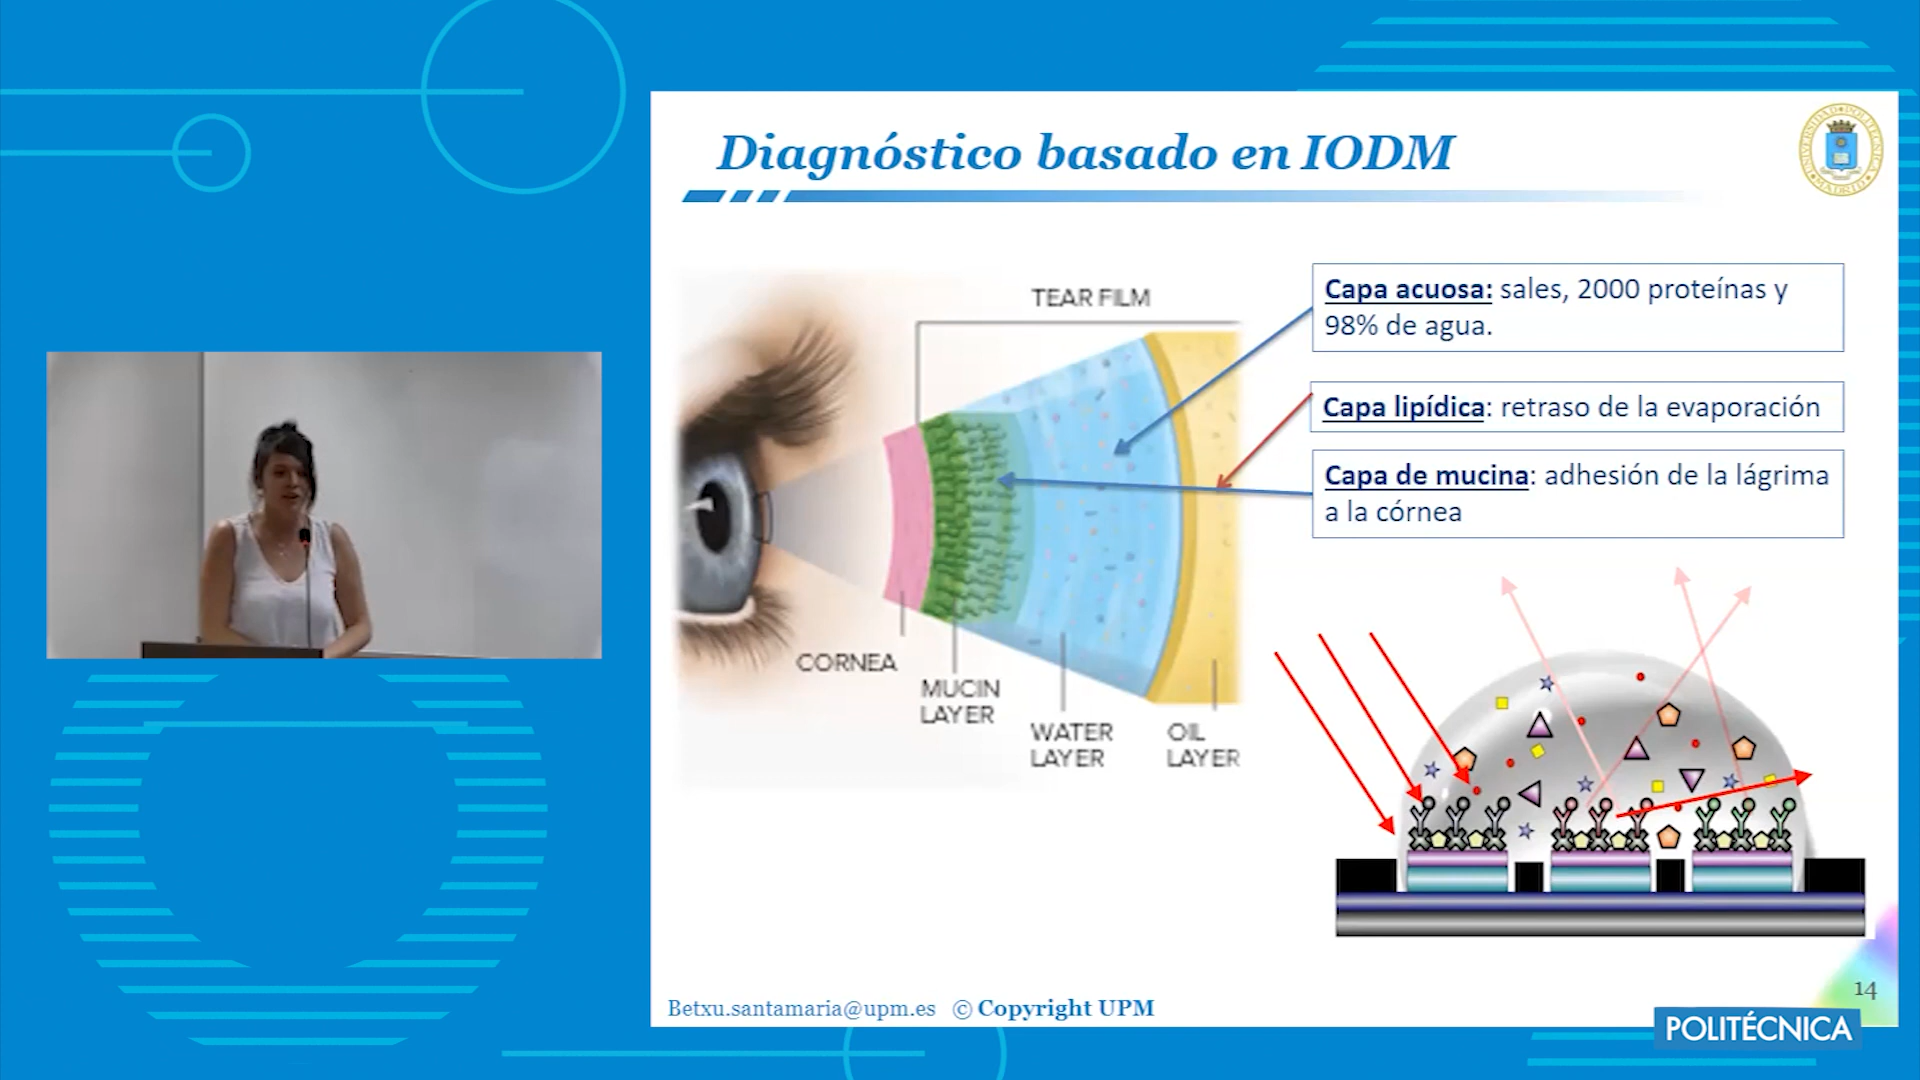 Diagnóstico basado en IODM
TEAR FILM
Capa acuosa: sales, 2000 proteínas y
98% de agua.
Capa lipídica: retraso de la evaporación
Capa de mucina: adhesión de la lágrima
a la córnea
CORNEA
MUCIN
LAYER
WATER
LAYER
OIL
LAYER
Betxu.santamaria@upm.es © Copyright UPM
14
POLITÉCNICA